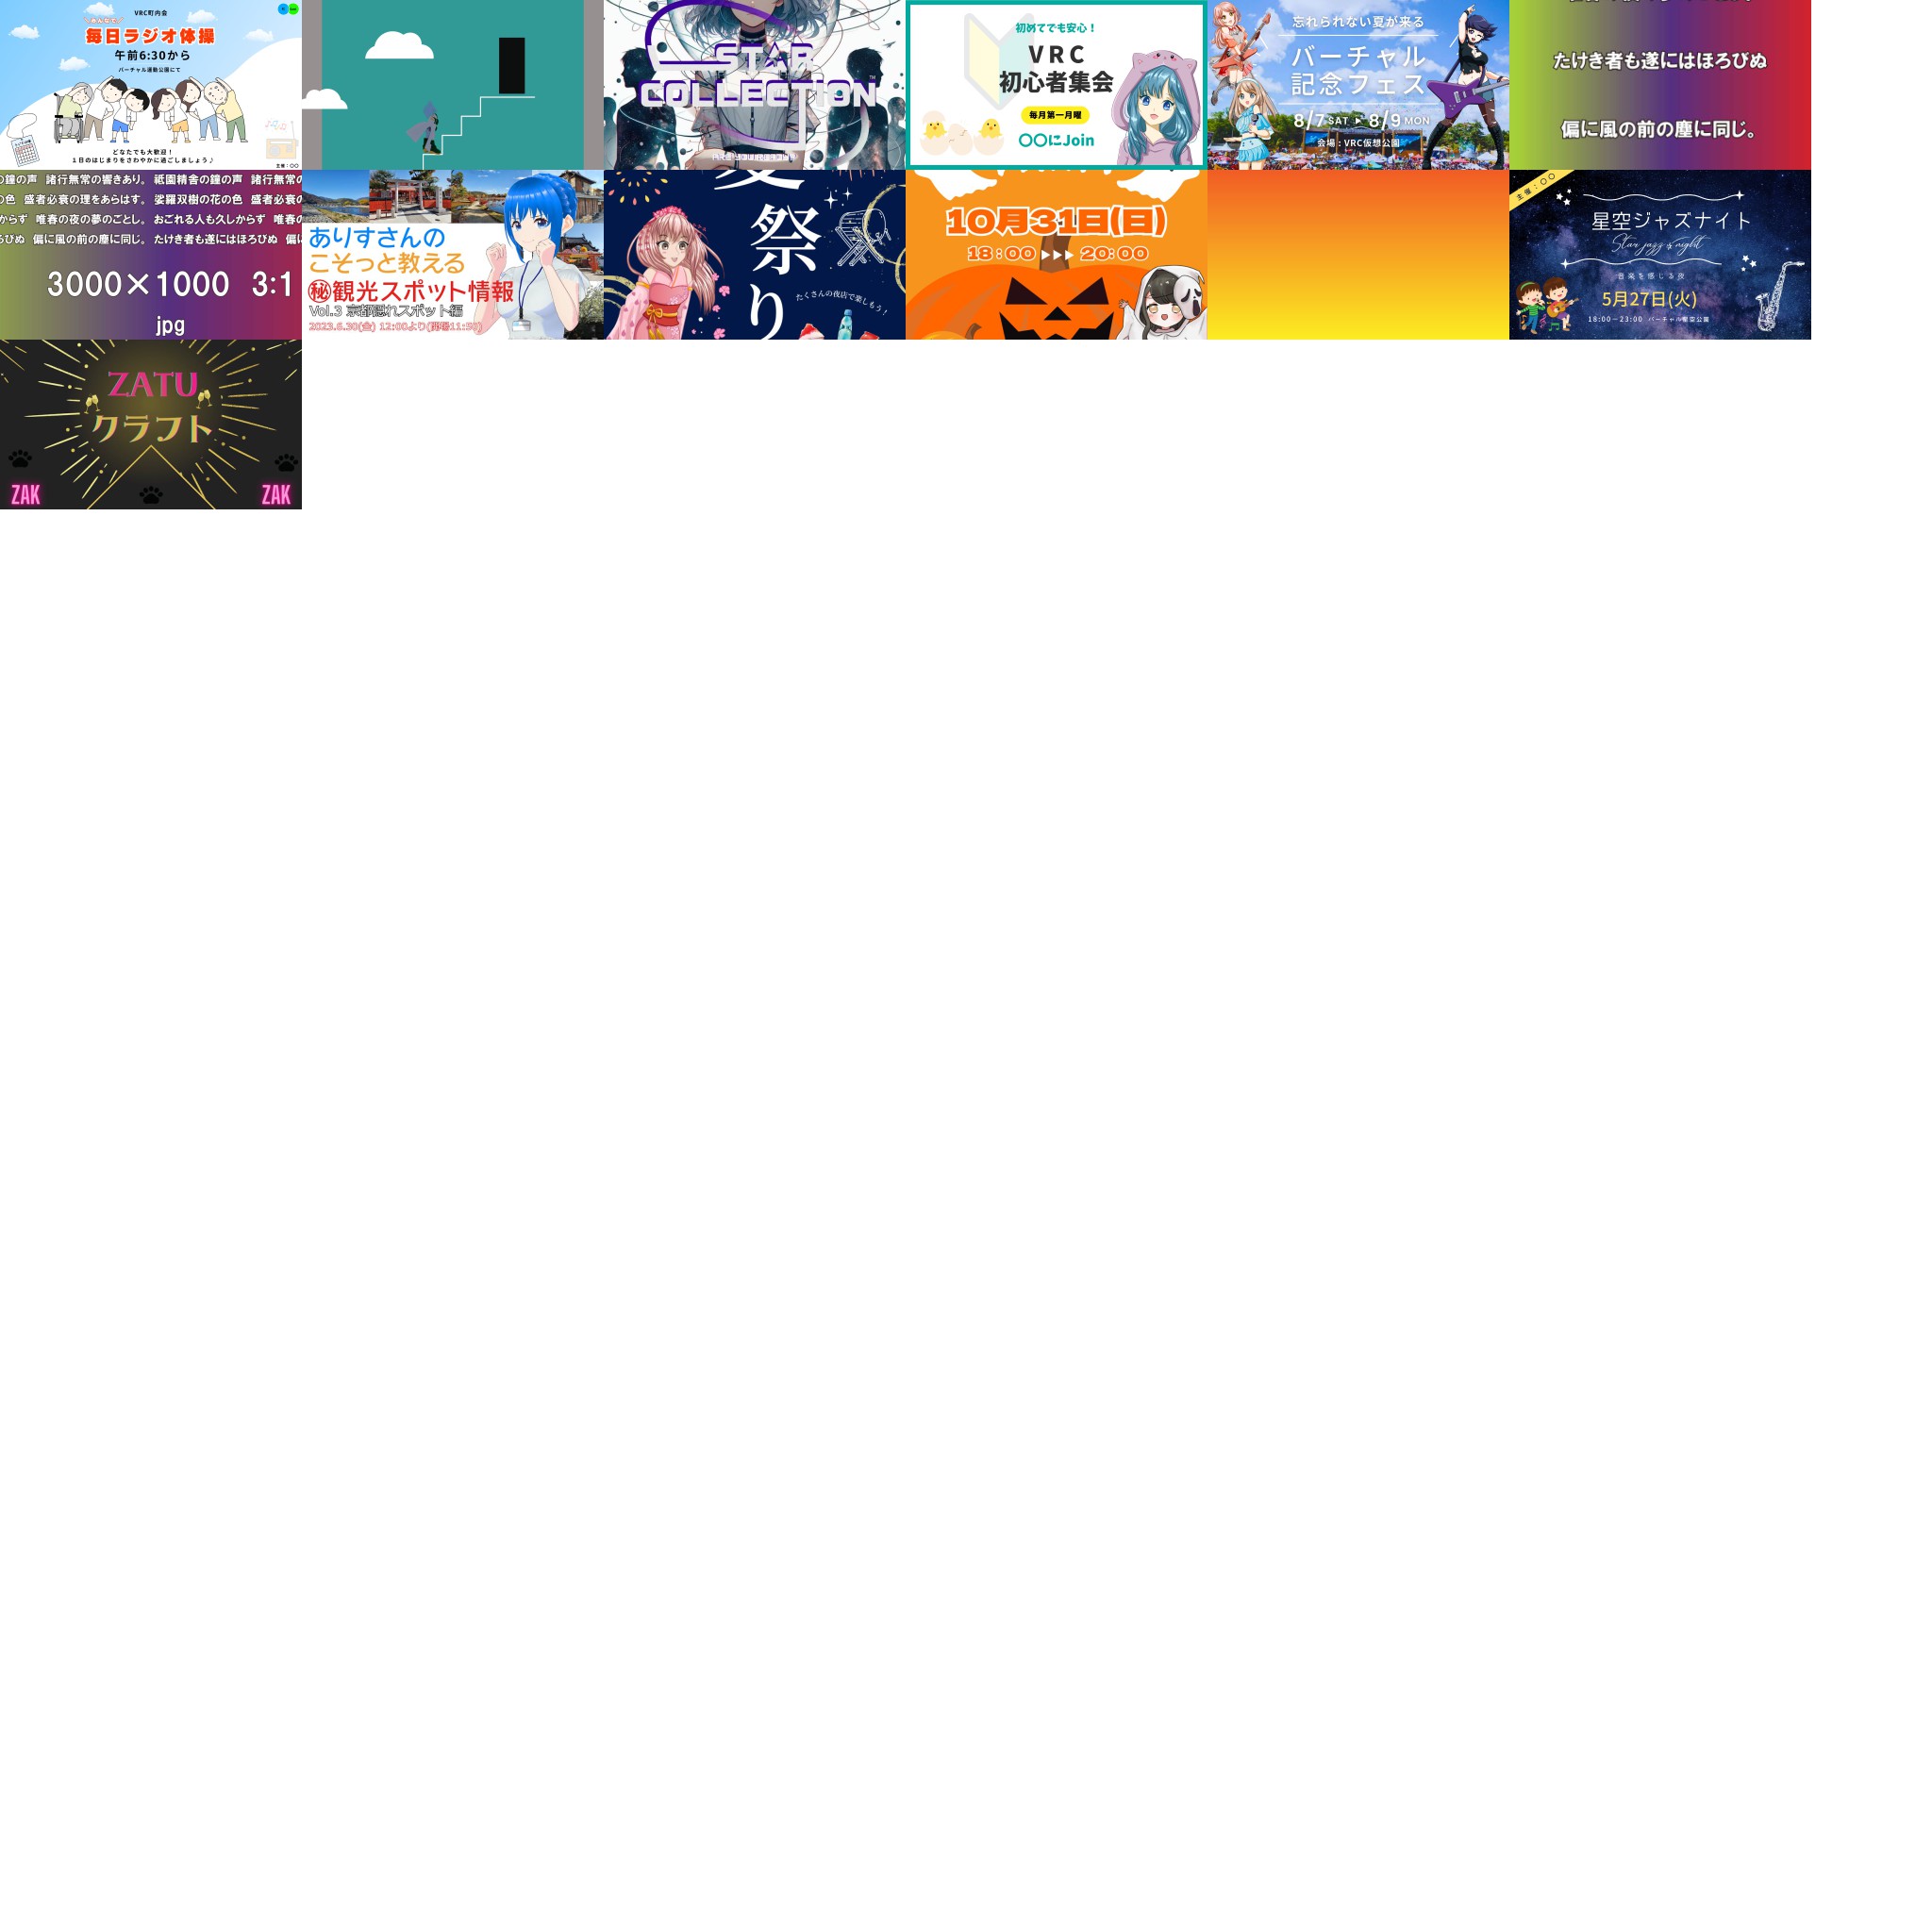 VRC町内会
みんなで
毎日ラジオ体操
午前6:30から
バーチャル運動公園にて
どなたでも大歓迎!
1日のはじまりをさわやかに過ごしましょう♪
主催:〇〇
STAR
COLLECTION
初めてでも安心!
VRC
初心者集会
毎月第一月曜
〇〇にJoin
忘れられない夏が来る
バーチャル
記念フェス
8/7 SAT ▶ 8/9 MON
会場:VRC仮想公園
たけき者も遂にはほろびぬ
偏に風の前の塵に同じ。
の鐘の声 諸行無常の響きあり。 祇園精舎の鐘の声 諸行無常の
の色 盛者必衰の理をあらはす。 娑羅双樹の花の色 盛者必衰の
からず 唯春の夜の夢のごとし。 おごれる人も久しからず 唯春の
ろびぬ 偏に風の前の塵に同じ。 たけき者も遂にはほろびぬ 偏に
3000×1000 3:1
jpg
ありすさんの
こそっと教える
㊙観光スポット情報
Vol.3 京都隠れスポット編
2023.6.30(金) 12:00より(開場11:50)
夏
祭
り
たくさんの夜店で楽しもう!
10月31日(日)
18:00 ▶▶▶ 20:00
主催:〇〇
星空ジャズナイト
Star jazz is night
音楽を感じる夜
5月27日(火)
18:00−23:00 バーチャル星空公園
ZATU
クラフト
ZAK
ZAK